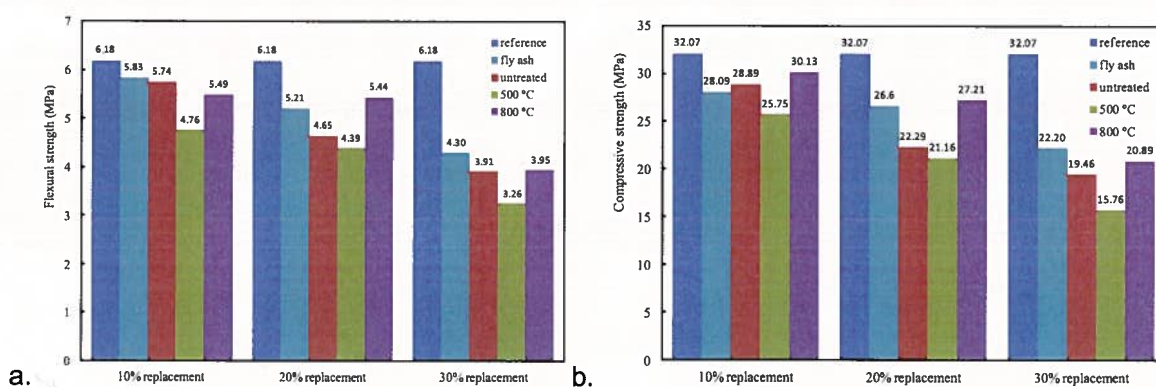 7
6
5
4
3
2
1
0
Flexural strength (MPa)
reference
fly ash
untreated
500 °C
800 °C
6.18
5.83
5.74
4.76
5.49
6.18
5.21
4.65
4.39
5.44
6.18
4.30
3.91
3.26
3.95
10% replacement
20% replacement
30% replacement
a.
35
30
25
20
15
10
5
0
Compressive strength (MPa)
reference
fly ash
untreated
500 °C
800 °C
32.07
28.09
28.89
25.75
30.13
32.07
26.6
22.29
21.16
27.21
32.07
22.20
19.46
15.76
20.89
10% replacement
20% replacement
30% replacement
b.